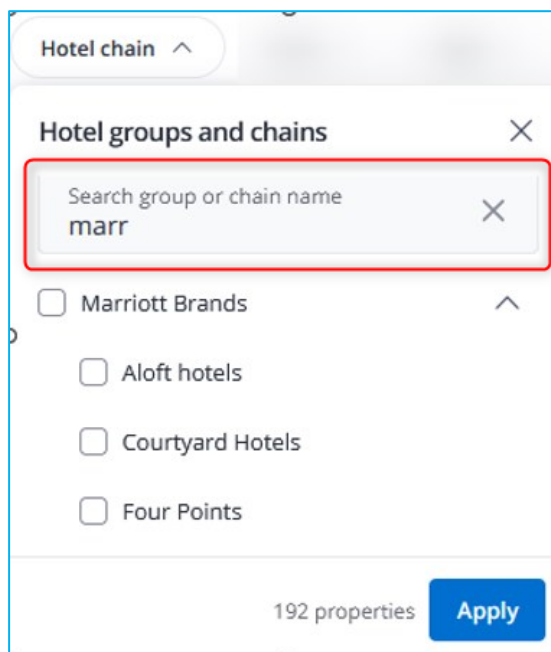 Hotel chain
Hotel groups and chains
Search group or chain name
marr
Marriott Brands
Aloft hotels
Courtyard Hotels
Four Points
192 properties
Apply